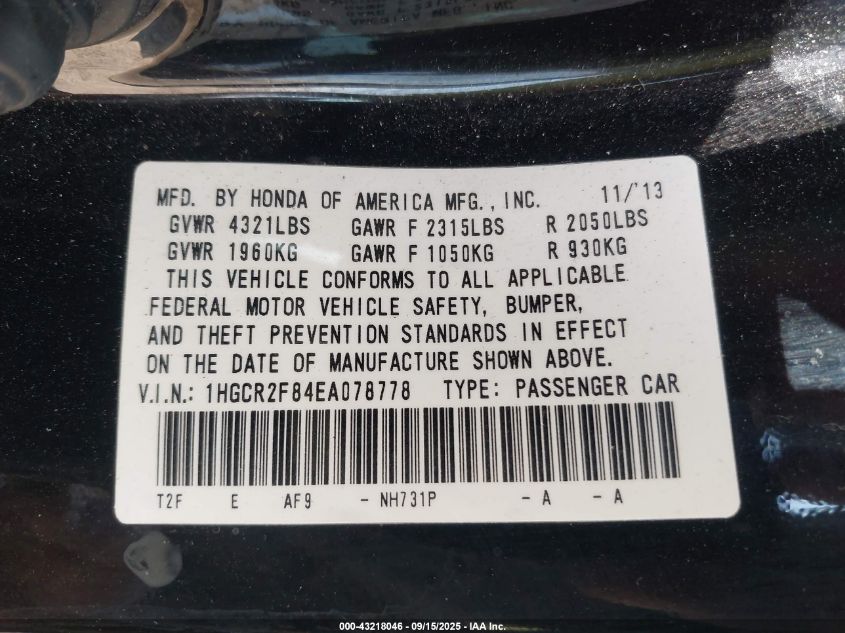 MFD. BY HONDA OF AMERICA MFG., INC. 11/'13
GVWR 4321LBS GAWR F 2315LBS R 2050LBS
GVWR 1960KG GAWR F 1050KG R 930KG
THIS VEHICLE CONFORMS TO ALL APPLICABLE
FEDERAL MOTOR VEHICLE SAFETY, BUMPER,
AND THEFT PREVENTION STANDARDS IN EFFECT
ON THE DATE OF MANUFACTURE SHOWN ABOVE.
V.I.N.: 1HGCR2F84EA078778 TYPE: PASSENGER CAR
T2F E AF9 - NH731P - A - A
000-43218046 - 09/15/2025 - IAA Inc.